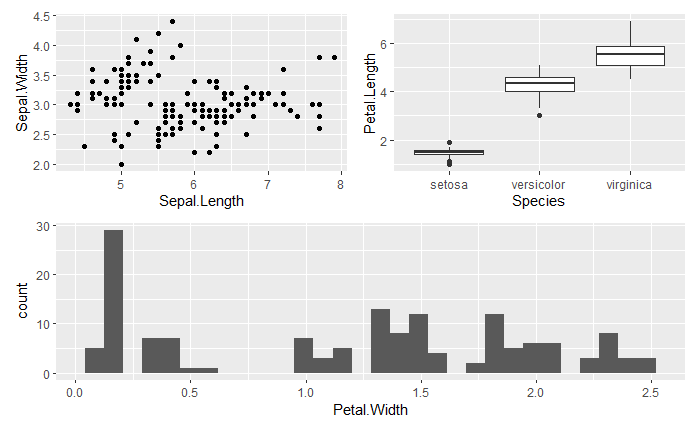 4.5
4.0
3.5
3.0
2.5
2.0
Sepal.Width
5 6 7 8
Sepal.Length
6
4
2
Petal.Length
setosa versicolor virginica
Species
30
20
10
0
count
0.0 0.5 1.0 1.5 2.0 2.5
Petal.Width